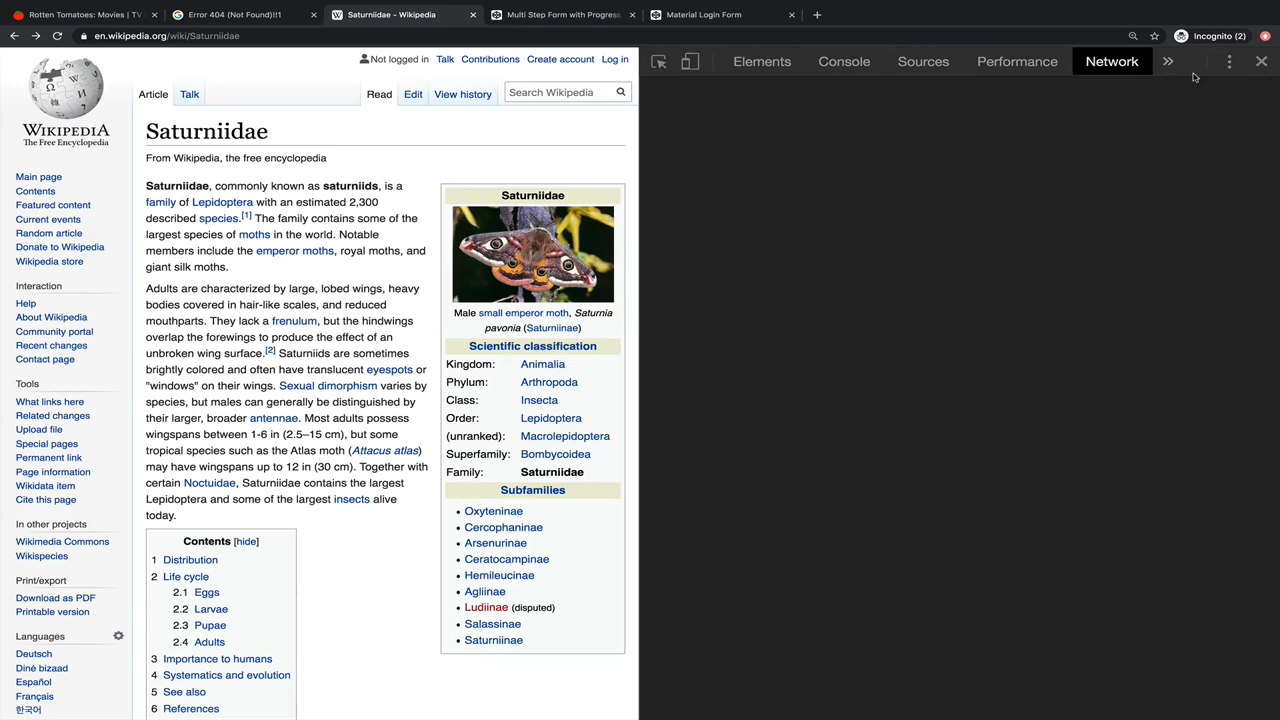 Rotten Tomatoes: Movies | TV
Error 404 (Not Found)!!1
Saturniidae - Wikipedia
Multi Step Form with Progress
Material Login Form
en.wikipedia.org/wiki/Saturniidae
Incognito (2)
WIKIPEDIA
The Free Encyclopedia
Main page
Contents
Featured content
Current events
Random article
Donate to Wikipedia
Wikipedia store
Interaction
Help
About Wikipedia
Community portal
Recent changes
Contact page
Tools
What links here
Related changes
Upload file
Special pages
Permanent link
Page information
Wikidata item
Cite this page
In other projects
Wikimedia Commons
Wikispecies
Print/export
Download as PDF
Printable version
Languages
Deutsch
Diné bizaad
Español
Français
한국어
Not logged in Talk Contributions Create account Log in
Article Talk Read Edit View history Search Wikipedia
Saturniidae
From Wikipedia, the free encyclopedia
Saturniidae, commonly known as saturniids, is a
family of Lepidoptera with an estimated 2,300
described species.[1] The family contains some of the
largest species of moths in the world. Notable
members include the emperor moths, royal moths, and
giant silk moths.
Adults are characterized by large, lobed wings, heavy
bodies covered in hair-like scales, and reduced
mouthparts. They lack a frenulum, but the hindwings
overlap the forewings to produce the effect of an
unbroken wing surface.[2] Saturniids are sometimes
brightly colored and often have translucent eyespots or
"windows" on their wings. Sexual dimorphism varies by
species, but males can generally be distinguished by
their larger, broader antennae. Most adults possess
wingspans between 1-6 in (2.5–15 cm), but some
tropical species such as the Atlas moth (Attacus atlas)
may have wingspans up to 12 in (30 cm). Together with
certain Noctuidae, Saturniidae contains the largest
Lepidoptera and some of the largest insects alive
today.
Contents [hide]
1 Distribution
2 Life cycle
2.1 Eggs
2.2 Larvae
2.3 Pupae
2.4 Adults
3 Importance to humans
4 Systematics and evolution
5 See also
6 References
Saturniidae
Male small emperor moth, Saturnia
pavonia (Saturniinae)
Scientific classification
Kingdom: Animalia
Phylum: Arthropoda
Class: Insecta
Order: Lepidoptera
(unranked): Macrolepidoptera
Superfamily: Bombycoidea
Family: Saturniidae
Subfamilies
Oxyteninae
Cercophaninae
Arsenurinae
Ceratocampinae
Hemileucinae
Agliinae
Ludiinae (disputed)
Salassinae
Saturniinae
Elements Console Sources Performance Network